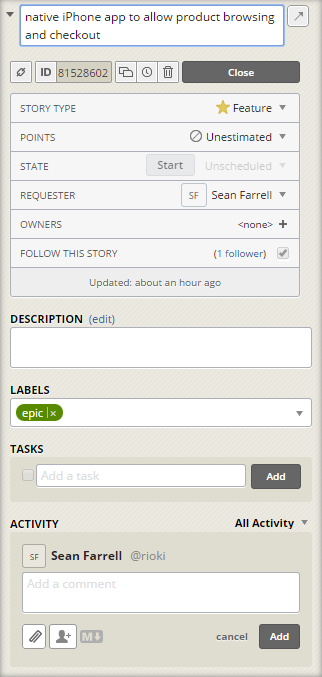 native iPhone app to allow product browsing
and checkout
ID 81528602 Close
STORY TYPE Feature
POINTS Unestimated
STATE Start Unscheduled
REQUESTER SF Sean Farrell
OWNERS <none> +
FOLLOW THIS STORY (1 follower)
Updated: about an hour ago
DESCRIPTION (edit)
LABELS
epic ×
TASKS
Add a task Add
ACTIVITY All Activity
SF Sean Farrell @rioki
Add a comment
M cancel Add